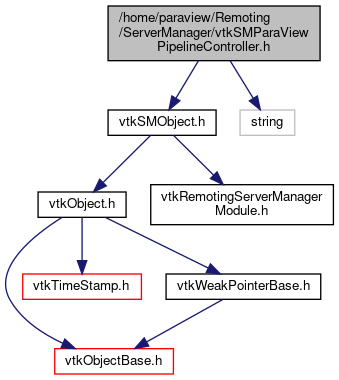 /home/paraview/Remoting
/ServerManager/vtkSMParaView
PipelineController.h
vtkSMObject.h
string
vtkObject.h
vtkRemotingServerManager
Module.h
vtkTimeStamp.h
vtkWeakPointerBase.h
vtkObjectBase.h